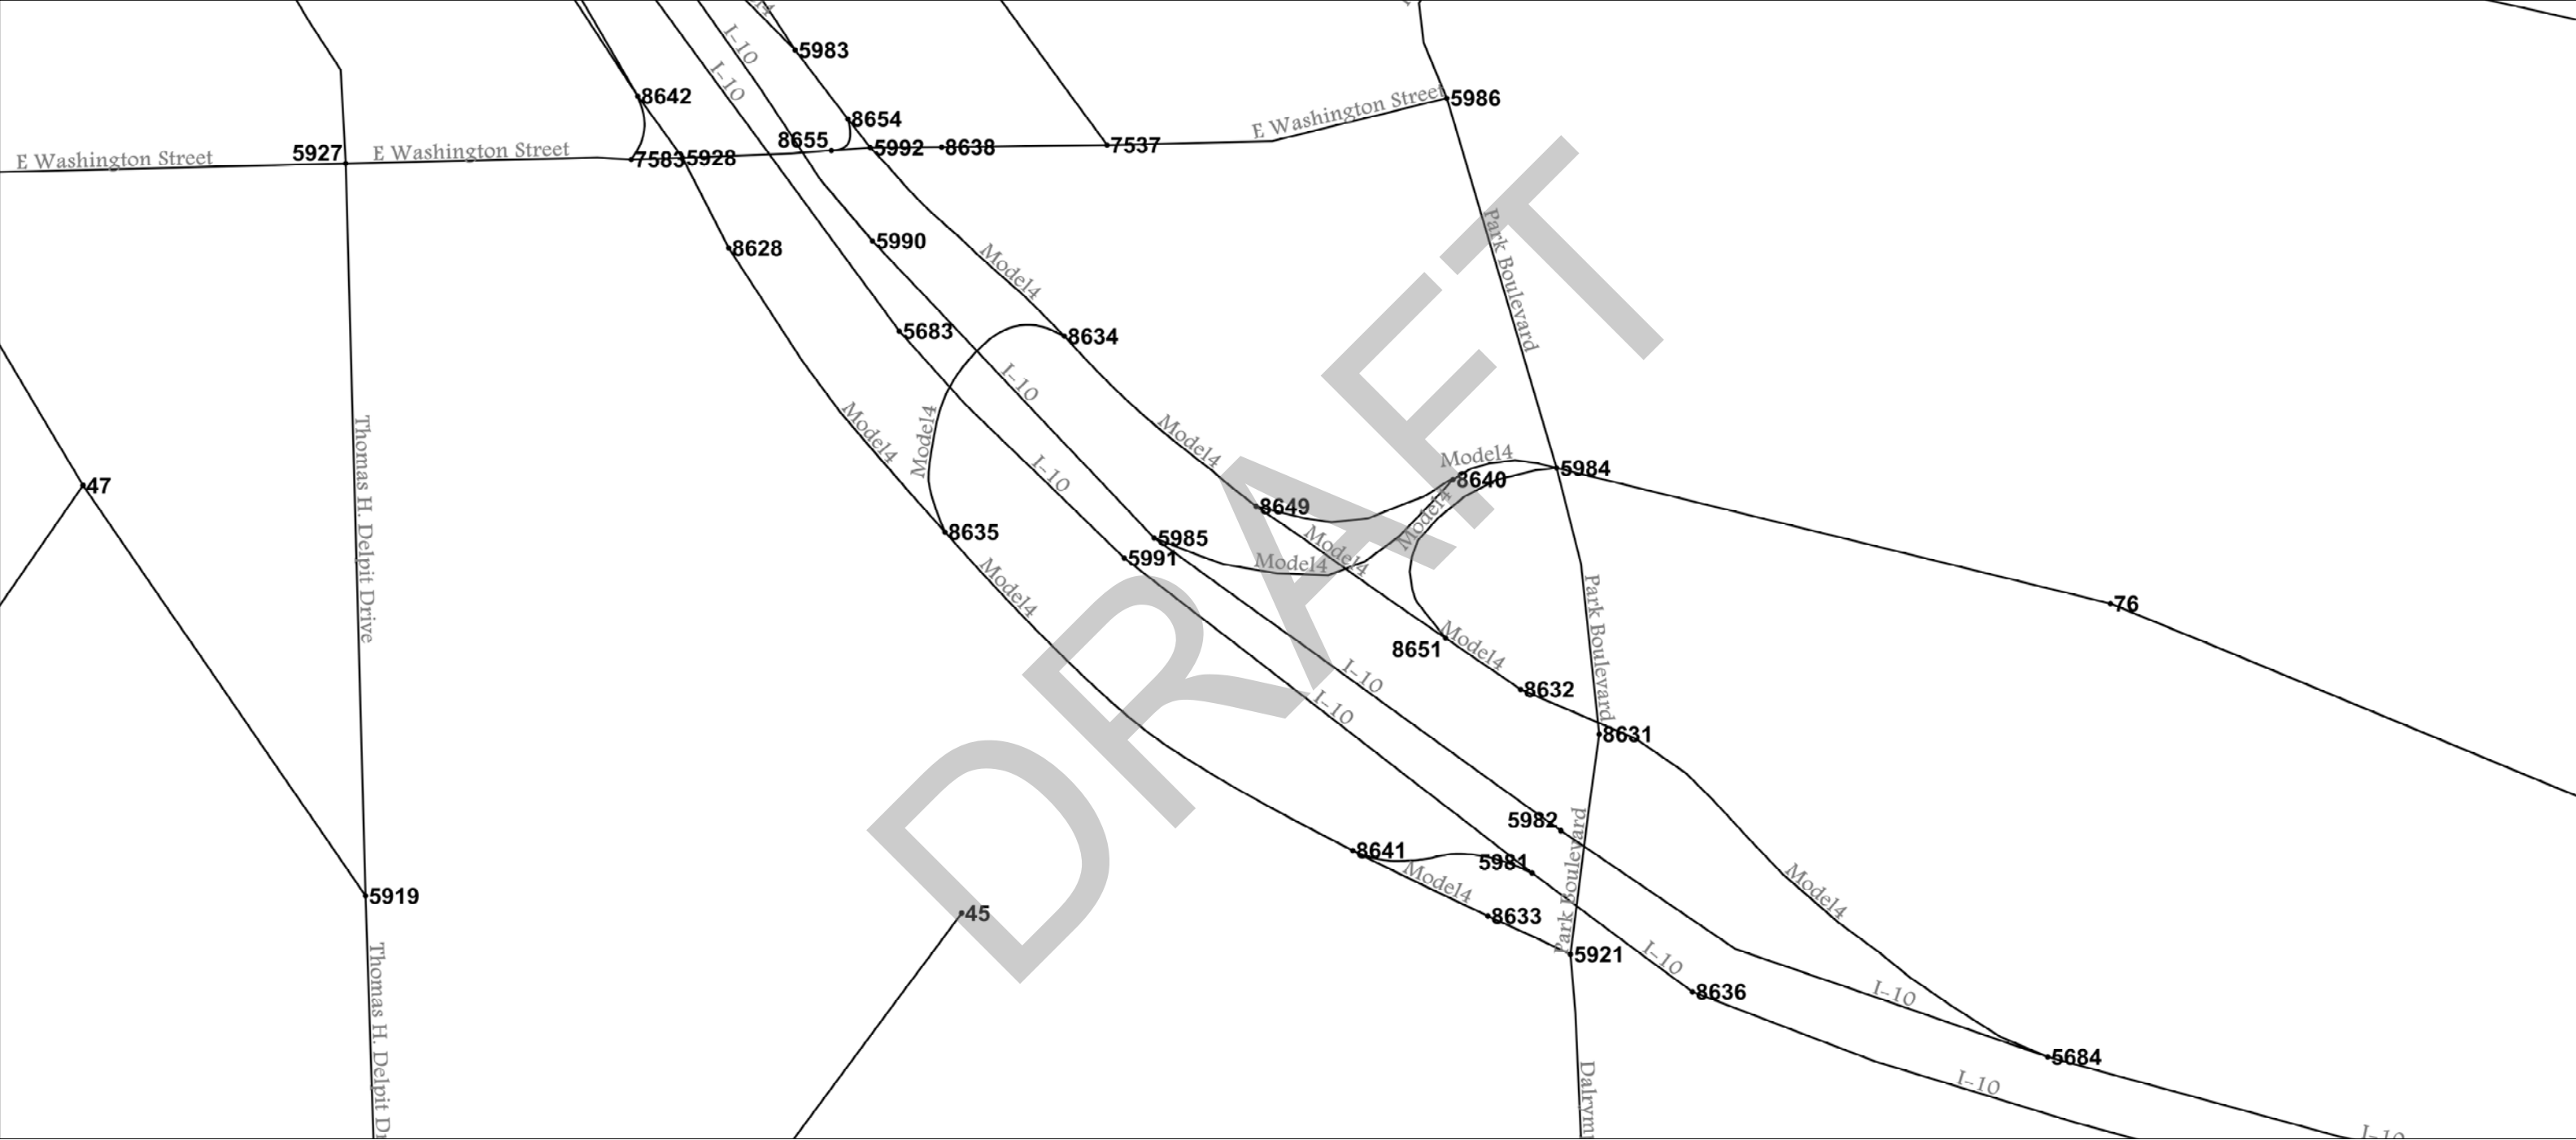 I-10
I-10
5983
8642
8654
5986
E Washington Street
5927
E Washington Street
E Washington Street
7583
5928
8655
5992
8638
7537
8628
5990
Model4
Park Boulevard
5683
8634
I-10
Model4
Model4
Model4
Thomas H. Delpit Drive
I-10
Model4
5984
8640
47
8649
Model4
8635
5985
Model4
Model4
5991
Model4
76
Park Boulevard
8651
Model4
8632
I-10
I-10
8631
5982
Park Boulevard
8641
5981
Model4
Model4
5919
45
8633
5921
I-10
Thomas H. Delpit Dr
8636
I-10
5684
I-10
Dalrym
I-10
DRAFT